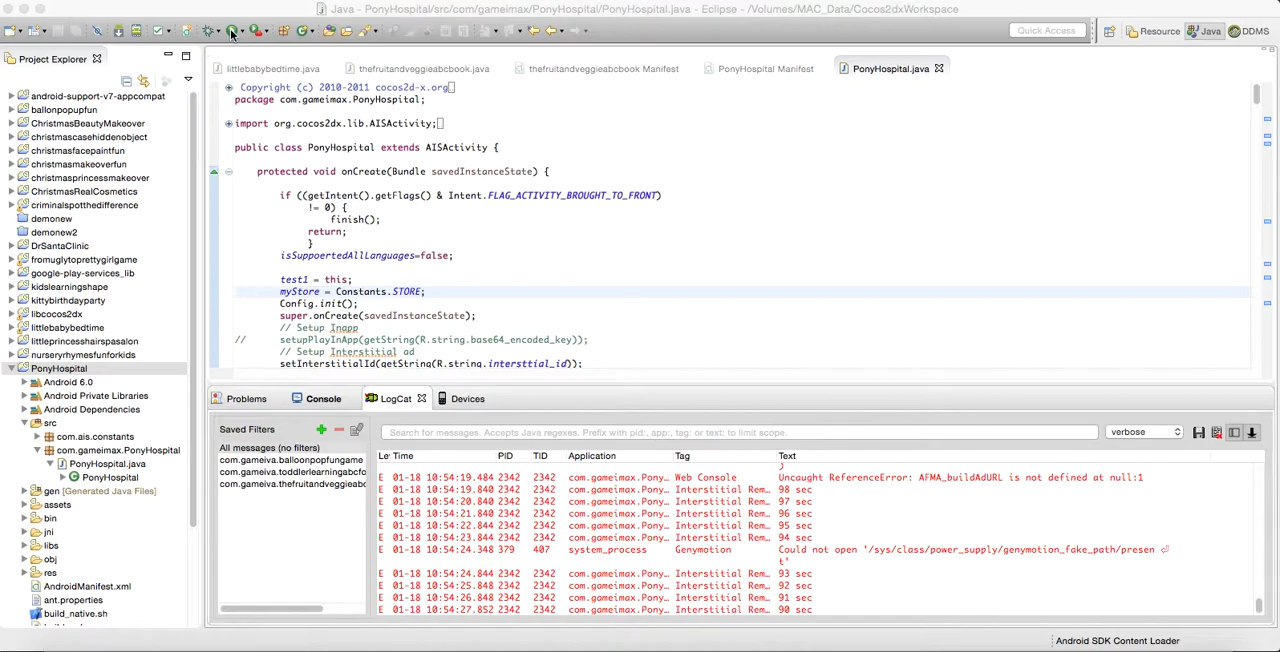 Java - PonyHospital/src/com/gameimax/PonyHospital/PonyHospital.java - Eclipse - /Volumes/MAC_Data/Cocos2dxWorkspace
Quick Access
Resource
Java
DDMS
Project Explorer
littlebabybedtime.java
thefruitandveggieabcbook.java
thefruitandveggieabcbook Manifest
PonyHospital Manifest
PonyHospital.java
android-support-v7-appcompat
ballonpopupfun
ChristmasBeautyMakeover
christmascasehiddenobject
christmasfacepaintfun
christmasmakeoverfun
christmasprincessmakeover
ChristmasRealCosmetics
criminalspotthedifference
demonew
demonew2
DrSantaClinic
fromuglytoprettygirlgame
google-play-services_lib
kidslearningshape
kittybirthdayparty
libcocos2dx
littlebabybedtime
littleprincesshairspasalon
nurseryrhymesfunforkids
PonyHospital
Android 6.0
Android Private Libraries
Android Dependencies
src
com.ais.constants
com.gameimax.PonyHospital
PonyHospital.java
PonyHospital
gen [Generated Java Files]
assets
bin
jni
libs
obj
res
AndroidManifest.xml
ant.properties
build_native.sh
Copyright (c) 2010-2011 cocos2d-x.org
package com.gameimax.PonyHospital;
import org.cocos2dx.lib.AISActivity;
public class PonyHospital extends AISActivity {
protected void onCreate(Bundle savedInstanceState) {
if ((getIntent().getFlags() & Intent.FLAG_ACTIVITY_BROUGHT_TO_FRONT)
!= 0) {
finish();
return;
}
isSuppoertedAllLanguages=false;
test1 = this;
myStore = Constants.STORE;
Config.init();
super.onCreate(savedInstanceState);
// Setup Inapp
// setupPlayInApp(getString(R.string.base64_encoded_key));
// Setup Interstitial ad
setInterstitialId(getString(R.string.intersttial_id));
Problems
Console
LogCat
Devices
Saved Filters
All messages (no filters)
com.gameiva.balloonpopfungame
com.gameiva.toddlerlearningabcfo
com.gameiva.thefruitandveggieabc
Search for messages. Accepts Java regexes. Prefix with pid:, app:, tag: or text: to limit scope.
verbose
Le Time PID TID Application Tag Text
)
E 01-18 10:54:19.484 2342 2342 com.gameimax.Pony… Web Console Uncaught ReferenceError: AFMA_buildAdURL is not defined at null:1
E 01-18 10:54:19.840 2342 2342 com.gameimax.Pony… Interstitial Rem… 98 sec
E 01-18 10:54:20.840 2342 2342 com.gameimax.Pony… Interstitial Rem… 97 sec
E 01-18 10:54:21.840 2342 2342 com.gameimax.Pony… Interstitial Rem… 96 sec
E 01-18 10:54:22.844 2342 2342 com.gameimax.Pony… Interstitial Rem… 95 sec
E 01-18 10:54:23.844 2342 2342 com.gameimax.Pony… Interstitial Rem… 94 sec
E 01-18 10:54:24.348 379 407 system_process Genymotion Could not open '/sys/class/power_supply/genymotion_fake_path/presen
t'
E 01-18 10:54:24.844 2342 2342 com.gameimax.Pony… Interstitial Rem… 93 sec
E 01-18 10:54:25.848 2342 2342 com.gameimax.Pony… Interstitial Rem… 92 sec
E 01-18 10:54:26.848 2342 2342 com.gameimax.Pony… Interstitial Rem… 91 sec
E 01-18 10:54:27.852 2342 2342 com.gameimax.Pony… Interstitial Rem… 90 sec
Android SDK Content Loader